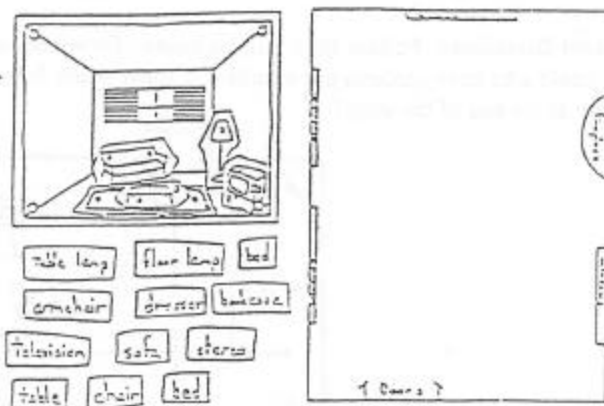 table lamp floor lamp bed
armchair dresser bookcase
television sofa stereo
table chair bed
{ Doors }